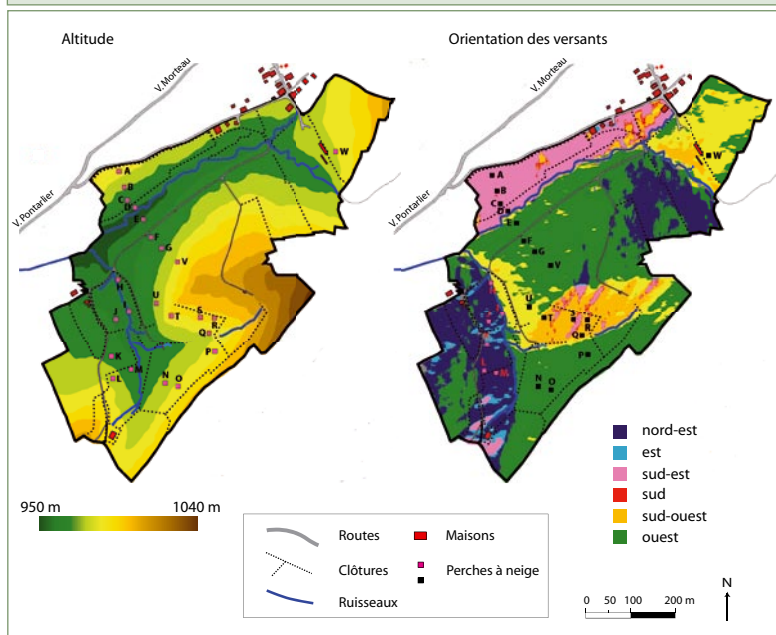 Altitude
Orientation des versants
V. Morteau
V. Morteau
V. Pontarlier
V. Pontarlier
A
B
C
D
E
F
G
V
W
H
I
J
U
T
S
R
Q
P
K
L
M
N
O
A
B
C
D
E
F
G
V
W
U
T
S
R
Q
P
M
N
O
950 m
1040 m
nord-est
est
sud-est
sud
sud-ouest
ouest
Routes
Maisons
Clôtures
Perches à neige
Ruisseaux
0 50 100 200 m
N